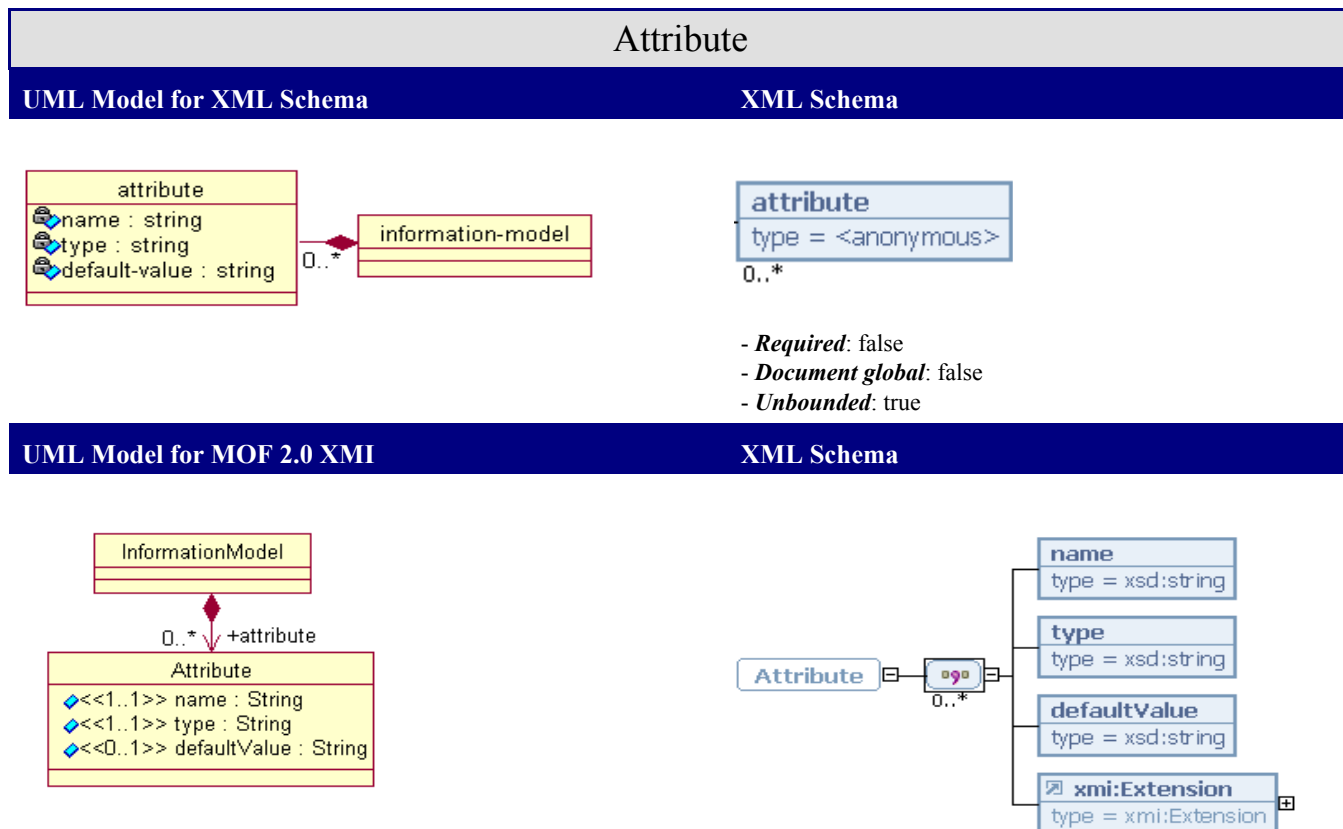 Attribute
UML Model for XML Schema
XML Schema
attribute
name : string
type : string
default-value : string
0..*
information-model
attribute
type = <anonymous>
0..*
- Required: false
- Document global: false
- Unbounded: true
UML Model for MOF 2.0 XMI
XML Schema
InformationModel
0..* +attribute
Attribute
<<1..1>> name : String
<<1..1>> type : String
<<0..1>> defaultValue : String
Attribute
0..*
name
type = xsd:string
type
type = xsd:string
defaultValue
type = xsd:string
xmi:Extension
type = xmi:Extension